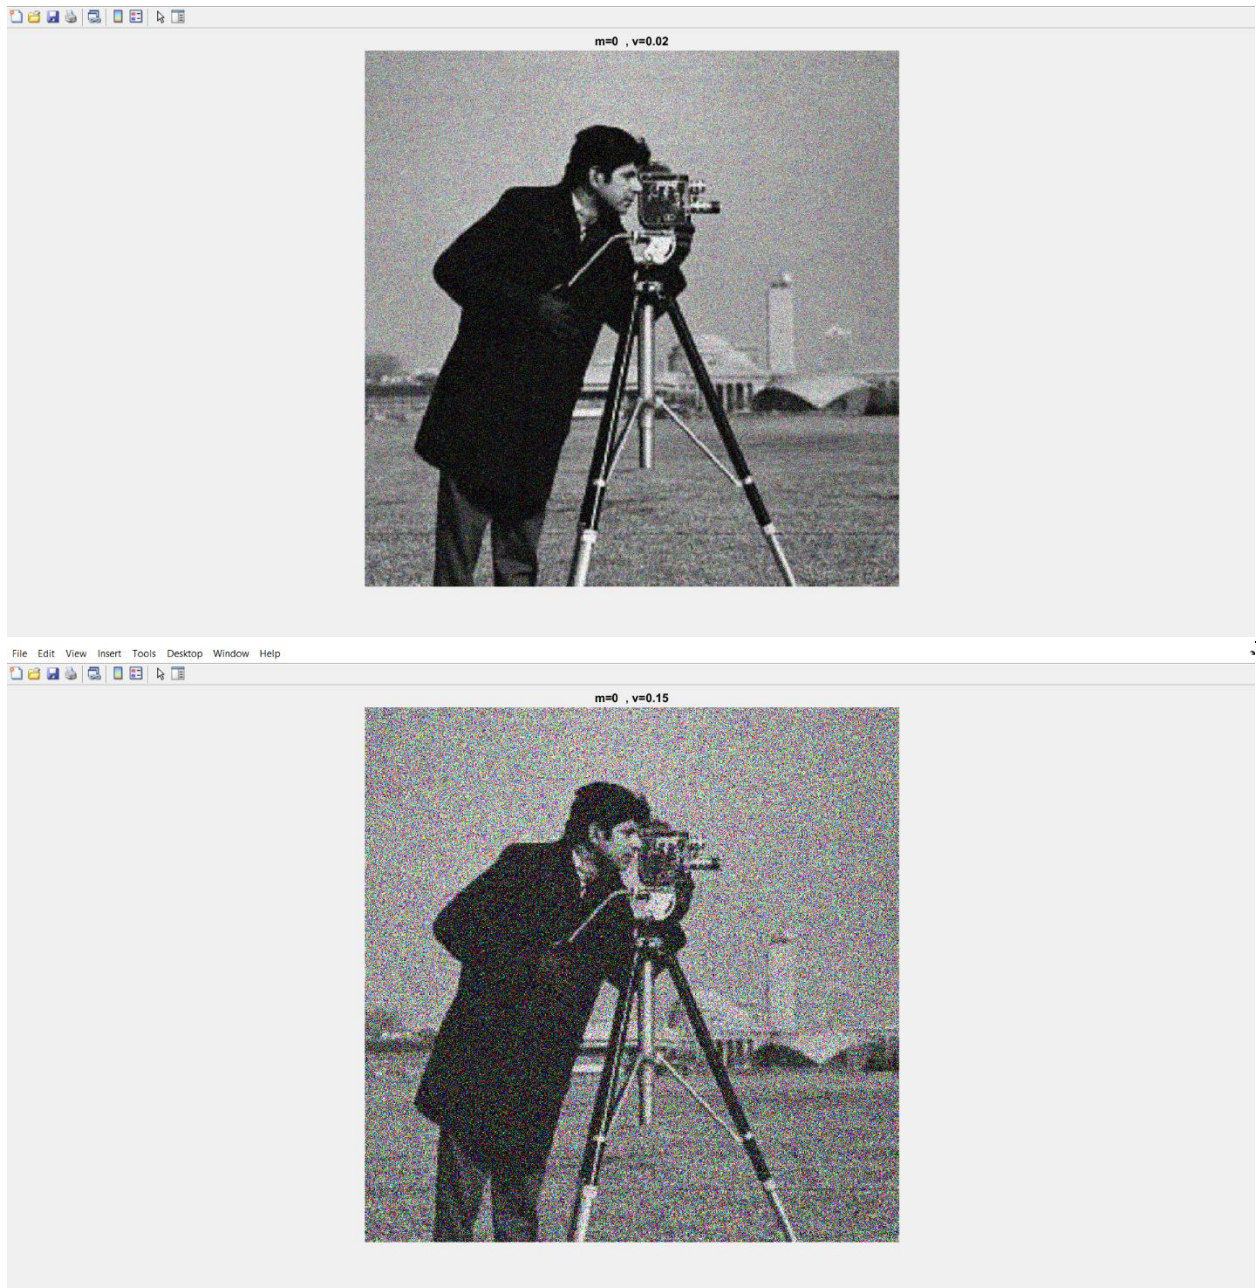 m=0 , v=0.02
File Edit View Insert Tools Desktop Window Help
m=0 , v=0.15